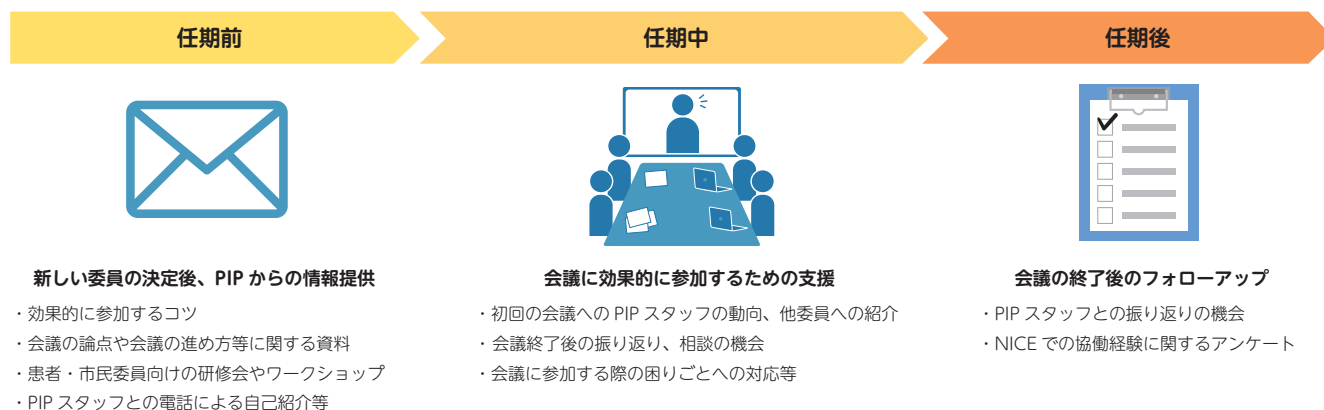 任期前
任期中
任期後
新しい委員の決定後、PIP からの情報提供
・効果的に参加するコツ
・会議の論点や会議の進め方等に関する資料
・患者・市民委員向けの研修会やワークショップ
・PIP スタッフとの電話による自己紹介等
会議に効果的に参加するための支援
・初回の会議への PIP スタッフの動向、他委員への紹介
・会議終了後の振り返り、相談の機会
・会議に参加する際の困りごとへの対応等
会議の終了後のフォローアップ
・PIP スタッフとの振り返りの機会
・NICE での協働経験に関するアンケート